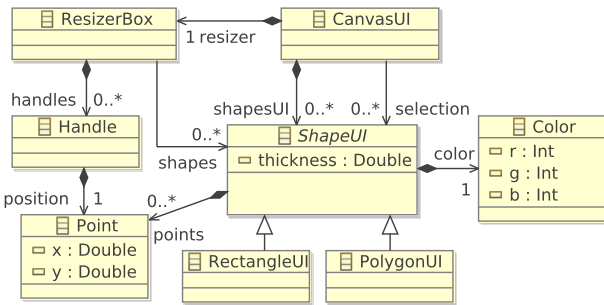 ResizerBox
CanvasUI
1 resizer
handles
0..*
shapesUI
0..*
0..*
selection
Handle
0..*
shapes
ShapeUI
thickness : Double
color
1
Color
r : Int
g : Int
b : Int
position
1
0..*
points
Point
x : Double
y : Double
RectangleUI
PolygonUI